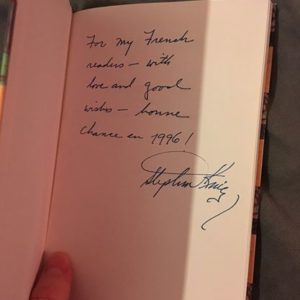 For my French
readers — with
love and good
wishes — bonne
chance en 1996!
Stephen King